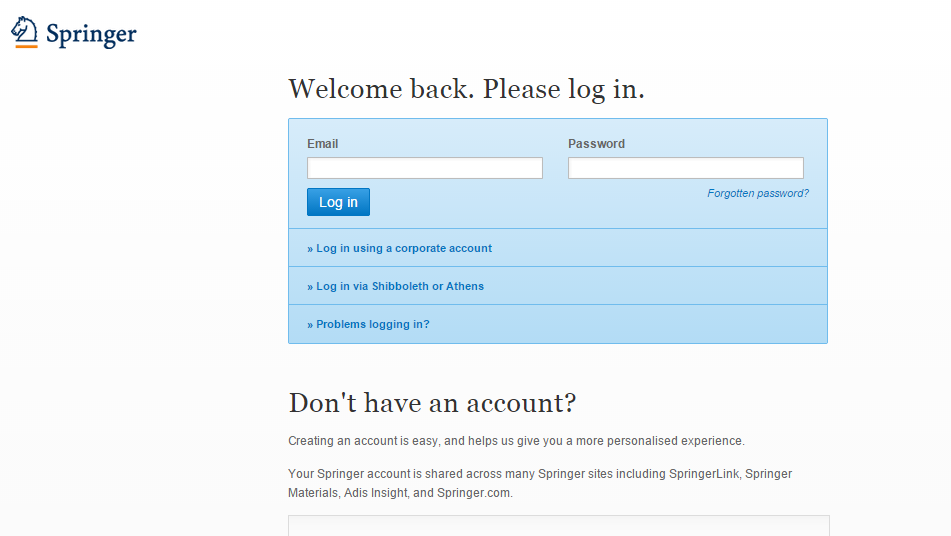 Springer
Welcome back. Please log in.
Email
Password
Forgotten password?
Log in
» Log in using a corporate account
» Log in via Shibboleth or Athens
» Problems logging in?
Don't have an account?
Creating an account is easy, and helps us give you a more personalised experience.
Your Springer account is shared across many Springer sites including SpringerLink, Springer
Materials, Adis Insight, and Springer.com.